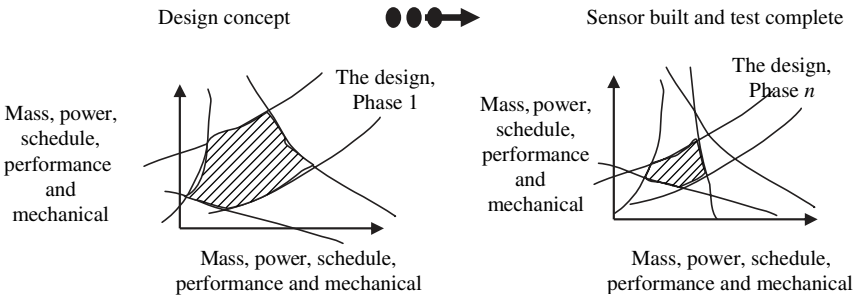 Design concept
Sensor built and test complete
The design,
Phase 1
Mass, power,
schedule,
performance
and
mechanical
Mass, power, schedule,
performance and mechanical
The design,
Phase n
Mass, power,
schedule,
performance
and
mechanical
Mass, power, schedule,
performance and mechanical